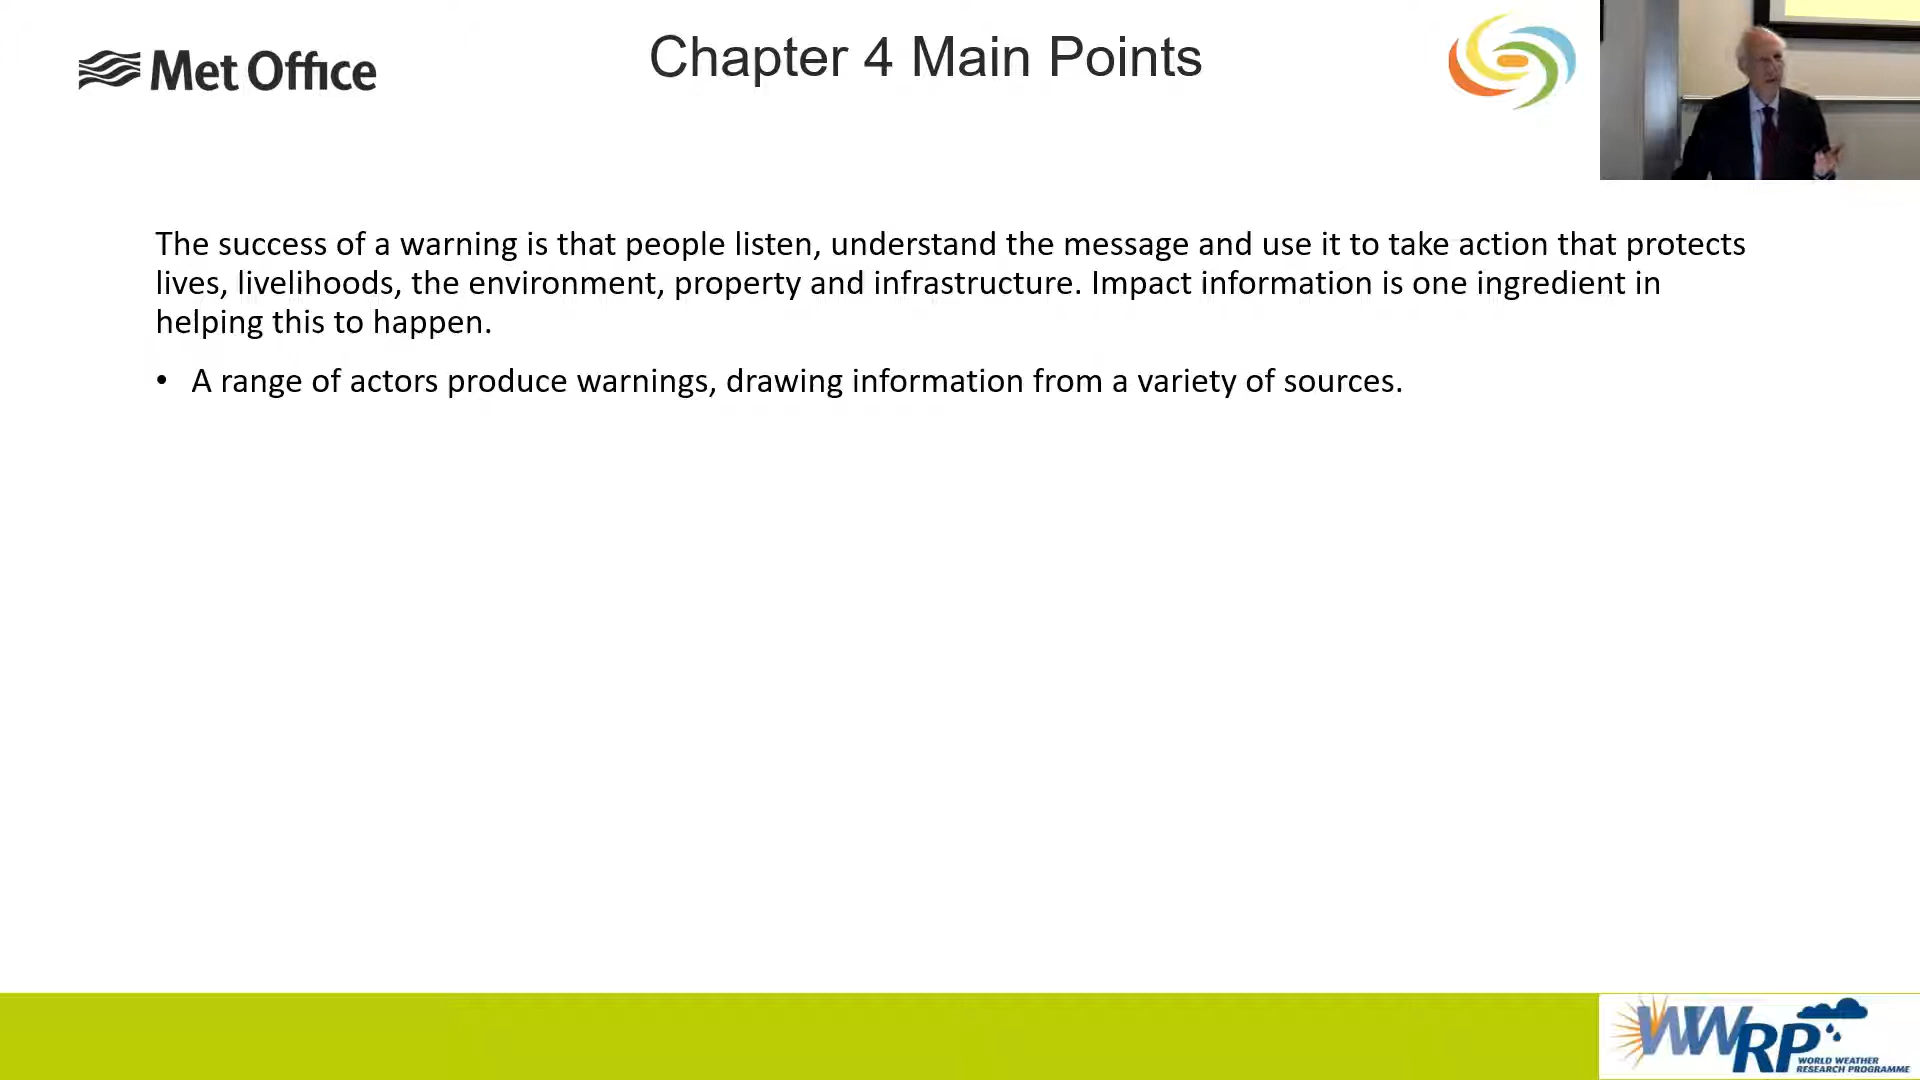 Met Office
Chapter 4 Main Points
The success of a warning is that people listen, understand the message and use it to take action that protects
lives, livelihoods, the environment, property and infrastructure. Impact information is one ingredient in
helping this to happen.
• A range of actors produce warnings, drawing information from a variety of sources.
WWRP
WORLD WEATHER
RESEARCH PROGRAMME